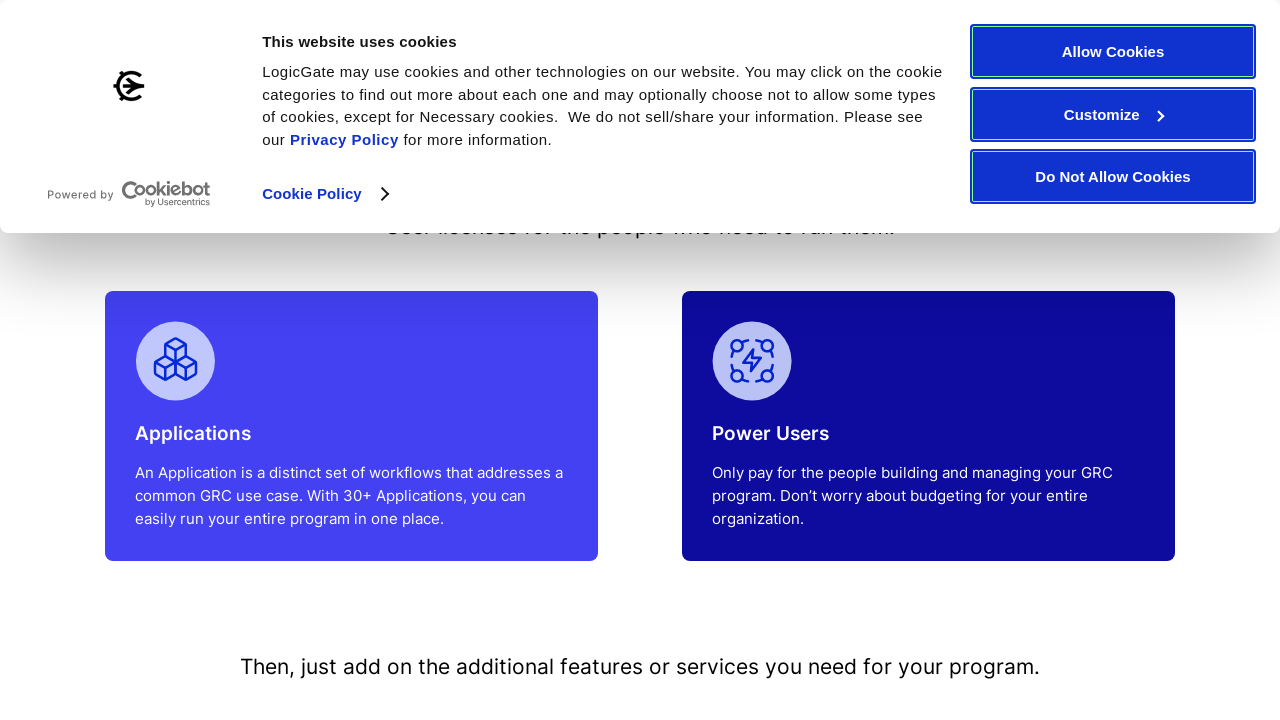 This website uses cookies
LogicGate may use cookies and other technologies on our website. You may click on the cookie
categories to find out more about each one and may optionally choose not to allow some types
of cookies, except for Necessary cookies.  We do not sell/share your information. Please see
our Privacy Policy for more information.
Cookie Policy
Powered by Cookiebot
by Usercentrics
Allow Cookies
Customize
Do Not Allow Cookies
User licenses for the people who need to run them.
Applications
An Application is a distinct set of workflows that addresses a
common GRC use case. With 30+ Applications, you can
easily run your entire program in one place.
Power Users
Only pay for the people building and managing your GRC
program. Don’t worry about budgeting for your entire
organization.
Then, just add on the additional features or services you need for your program.